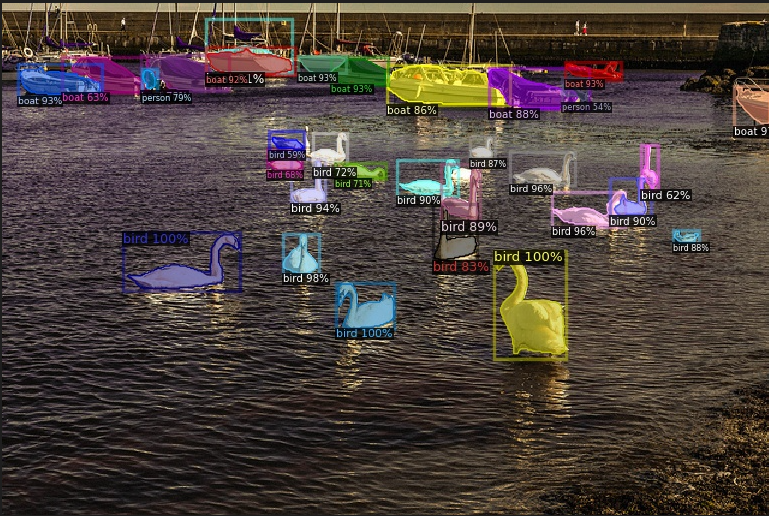 boat 92%
1%
boat 93%
boat 93%
boat 93%
boat 93%
boat 63%
person 79%
boat 86%
boat 88%
person 54%
boat 9
bird 59%
bird 68%
bird 72%
bird 71%
bird 87%
bird 96%
bird 90%
bird 62%
bird 94%
bird 89%
bird 90%
bird 96%
bird 100%
bird 88%
bird 83%
bird 100%
bird 98%
bird 100%